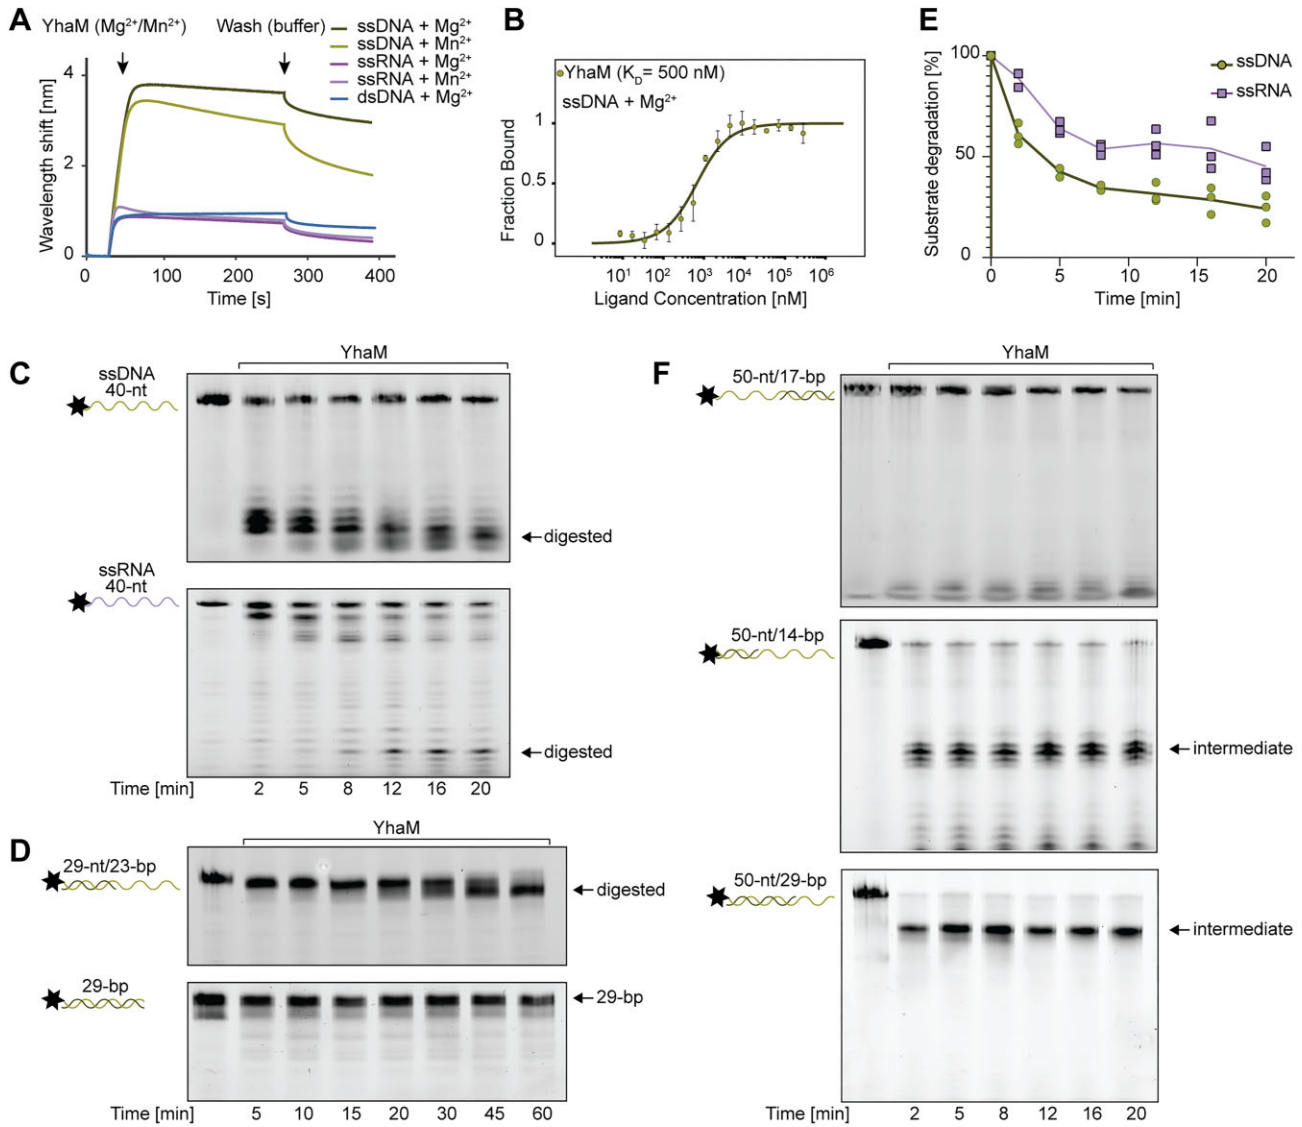 A
YhaM (Mg²⁺/Mn²⁺)
Wash (buffer)
ssDNA + Mg²⁺
ssDNA + Mn²⁺
ssRNA + Mg²⁺
ssRNA + Mn²⁺
dsDNA + Mg²⁺
Wavelength shift [nm]
4
2
0
0 100 200 300 400
Time [s]
B
YhaM (K_D= 500 nM)
ssDNA + Mg²⁺
Fraction Bound
1
0.5
0
10¹ 10² 10³ 10⁴ 10⁵ 10⁶
Ligand Concentration [nM]
E
ssDNA
ssRNA
Substrate degradation [%]
100
50
0
0 5 10 15 20
Time [min]
C
YhaM
ssDNA
40-nt
digested
ssRNA
40-nt
digested
Time [min] 2 5 8 12 16 20
D
YhaM
29-nt/23-bp
digested
29-bp
29-bp
Time [min] 5 10 15 20 30 45 60
F
YhaM
50-nt/17-bp
50-nt/14-bp
intermediate
50-nt/29-bp
intermediate
Time [min] 2 5 8 12 16 20